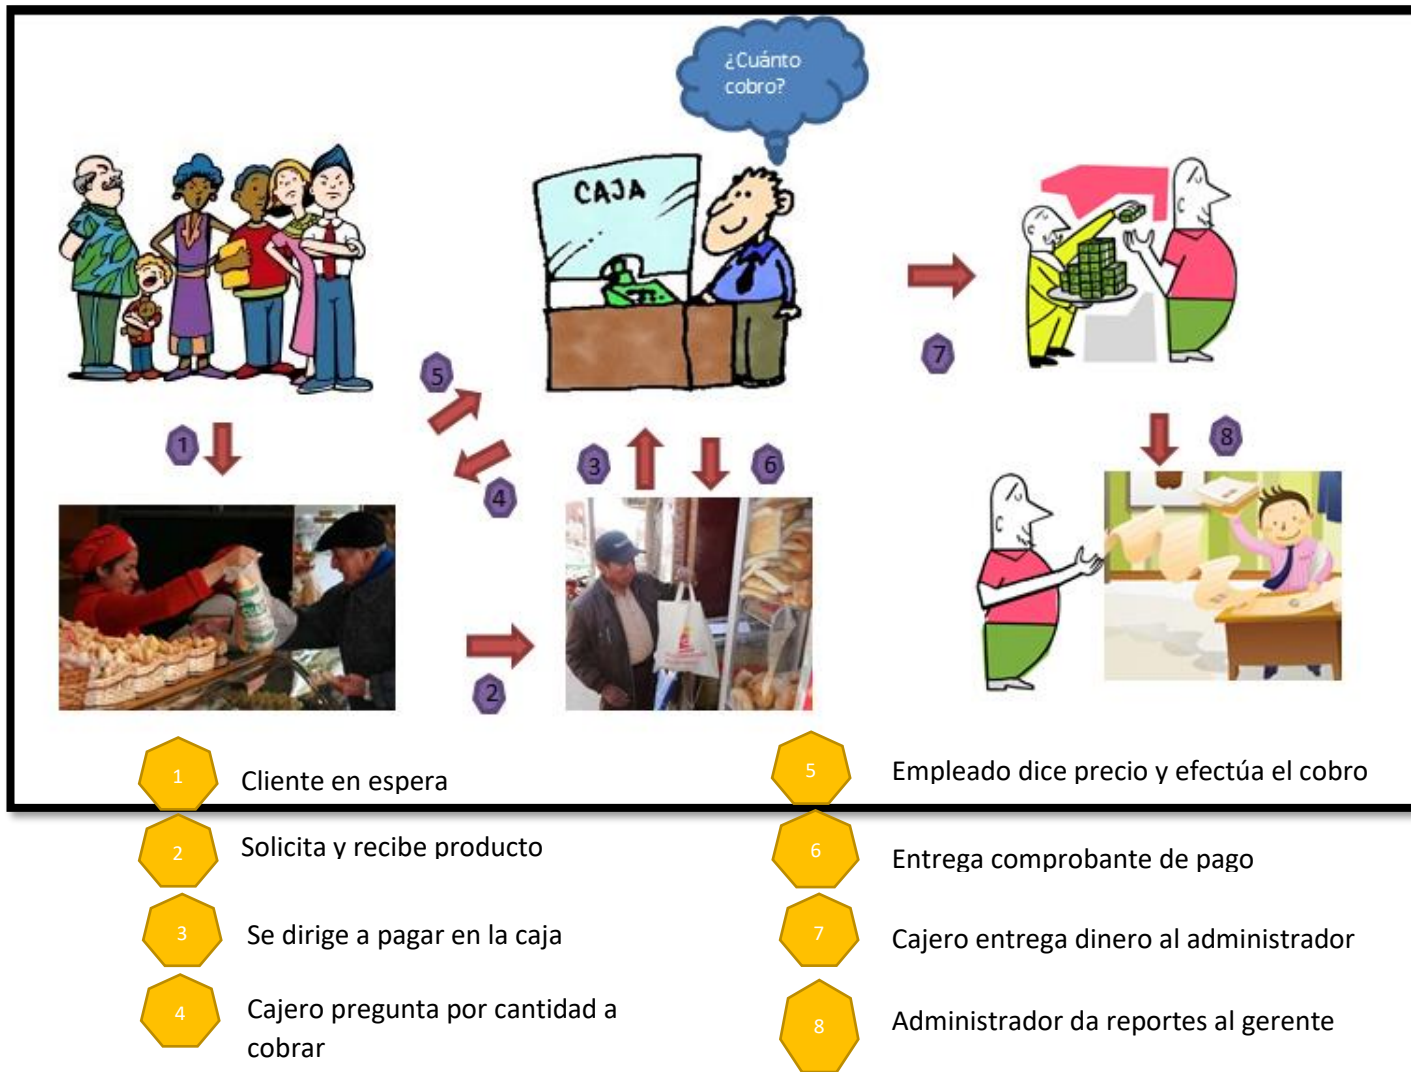 ¿Cuánto
cobro?
CAJA
7
5
1
3
6
4
8
2
1
Cliente en espera
2
Solicita y recibe producto
3
Se dirige a pagar en la caja
4
Cajero pregunta por cantidad a
cobrar
5
Empleado dice precio y efectúa el cobro
6
Entrega comprobante de pago
7
Cajero entrega dinero al administrador
8
Administrador da reportes al gerente